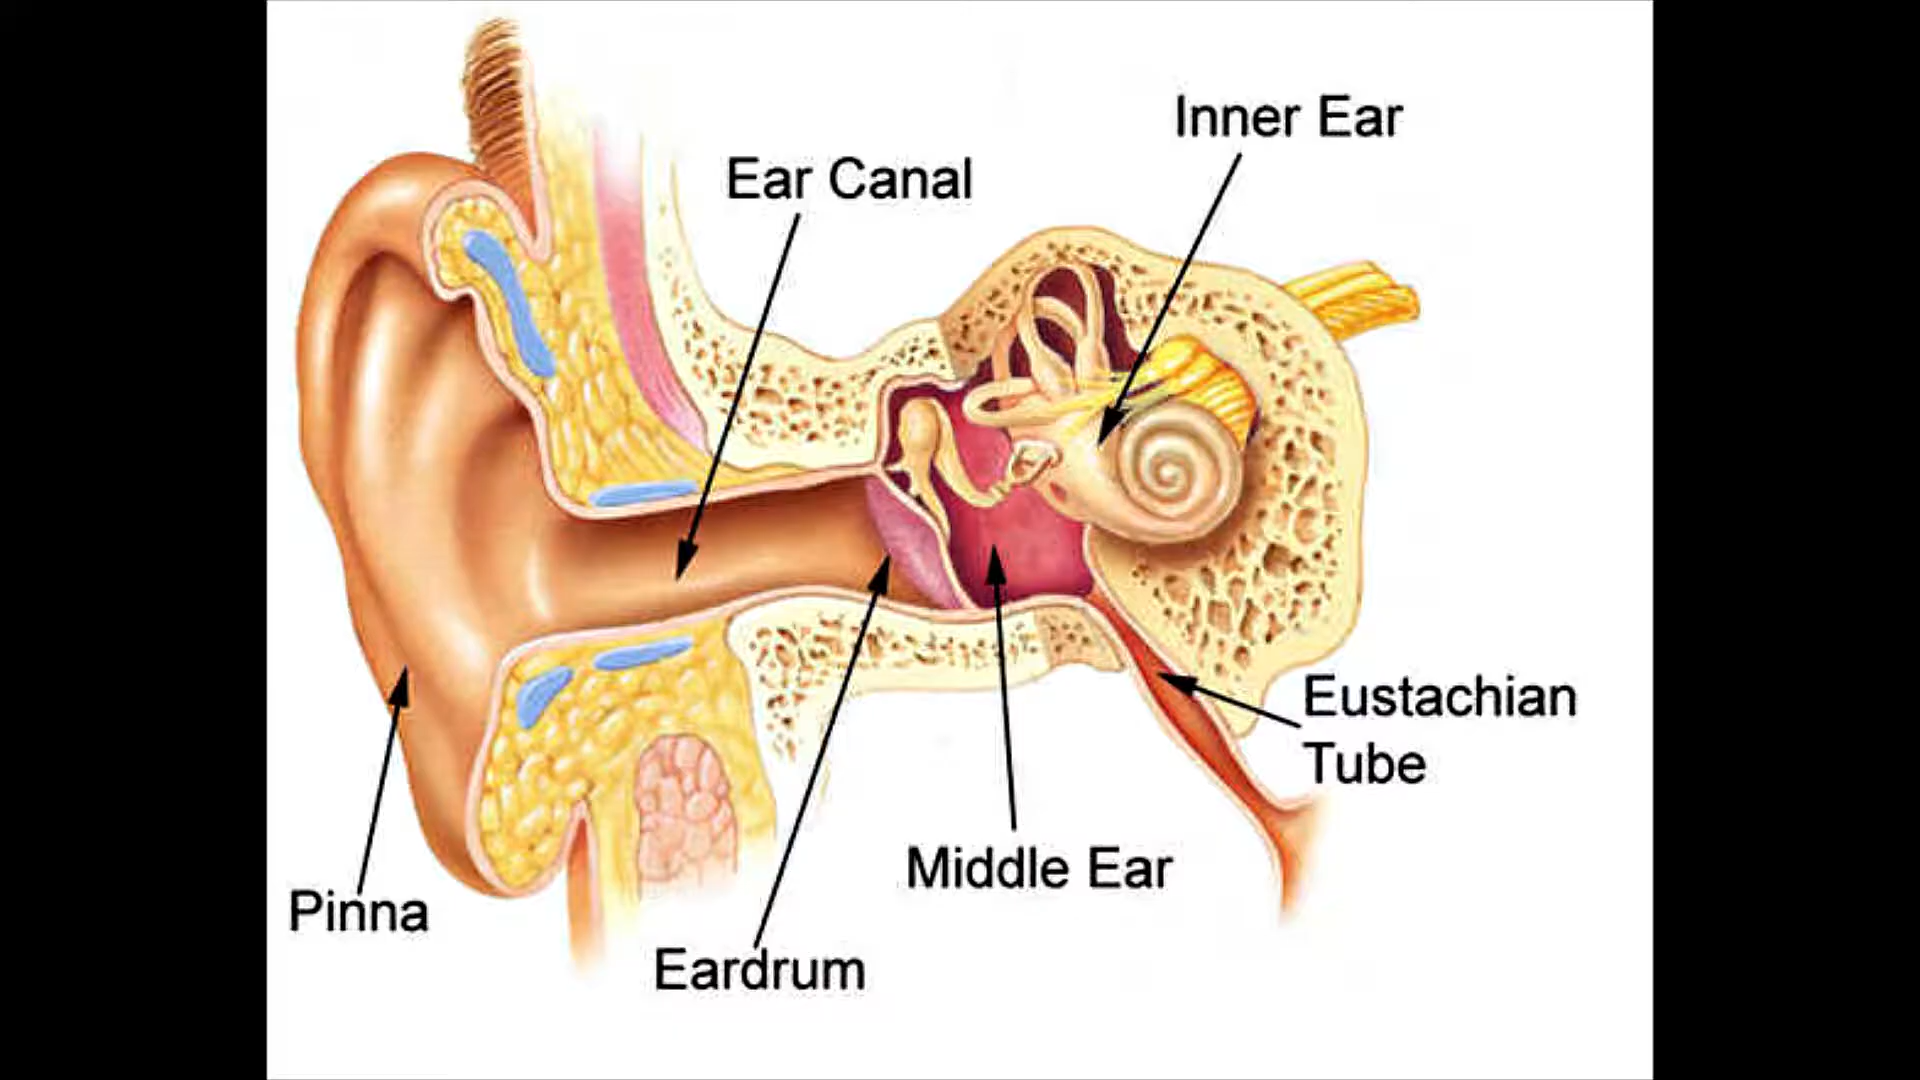 Inner Ear
Ear Canal
Eustachian
Tube
Middle Ear
Pinna
Eardrum